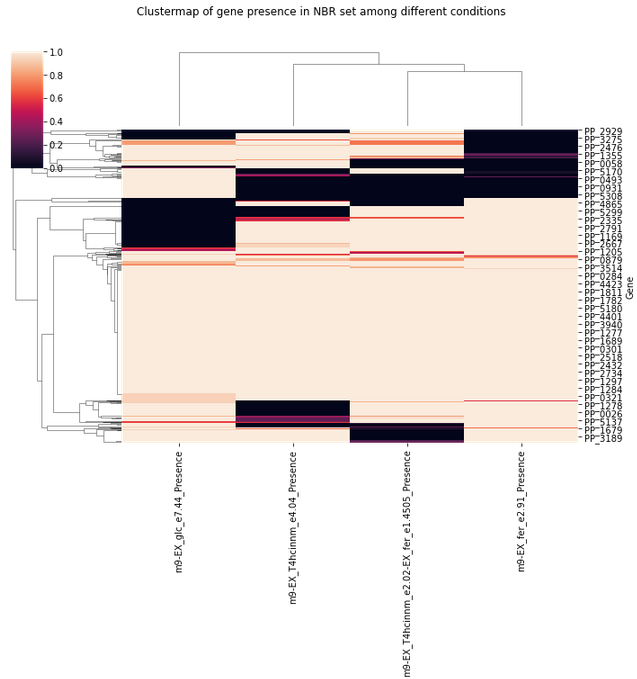 Clustermap of gene presence in NBR set among different conditions
1.0
0.8
0.6
0.4
0.2
0.0
PP_2929
PP_3275
PP_2476
PP_1355
PP_0058
PP_5170
PP_0493
PP_0931
PP_5308
PP_4865
PP_5299
PP_2335
PP_2791
PP_1169
PP_2667
PP_1205
PP_0879
PP_3514
PP_0284
PP_4423
PP_1811
PP_1782
PP_5180
PP_4401
PP_3940
PP_1277
PP_1689
PP_0301
PP_2518
PP_2432
PP_2734
PP_1297
PP_1284
PP_0321
PP_1278
PP_0026
PP_5137
PP_1679
PP_3189
Gene
m9-EX_glc_e7.44_Presence
m9-EX_T4hcinnm_e4.04_Presence
m9-EX_T4hcinnm_e2.02-EX_fer_e1.4505_Presence
m9-EX_fer_e2.91_Presence